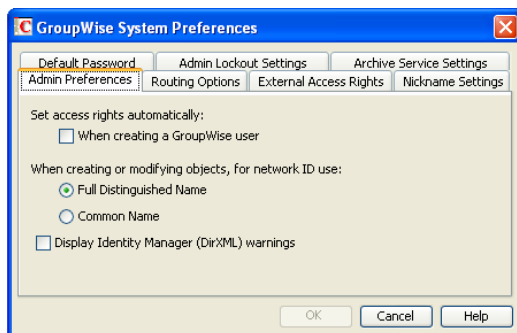 GroupWise System Preferences
Default Password Admin Lockout Settings Archive Service Settings
Admin Preferences Routing Options External Access Rights Nickname Settings
Set access rights automatically:
When creating a GroupWise user
When creating or modifying objects, for network ID use:
Full Distinguished Name
Common Name
Display Identity Manager (DirXML) warnings
OK Cancel Help